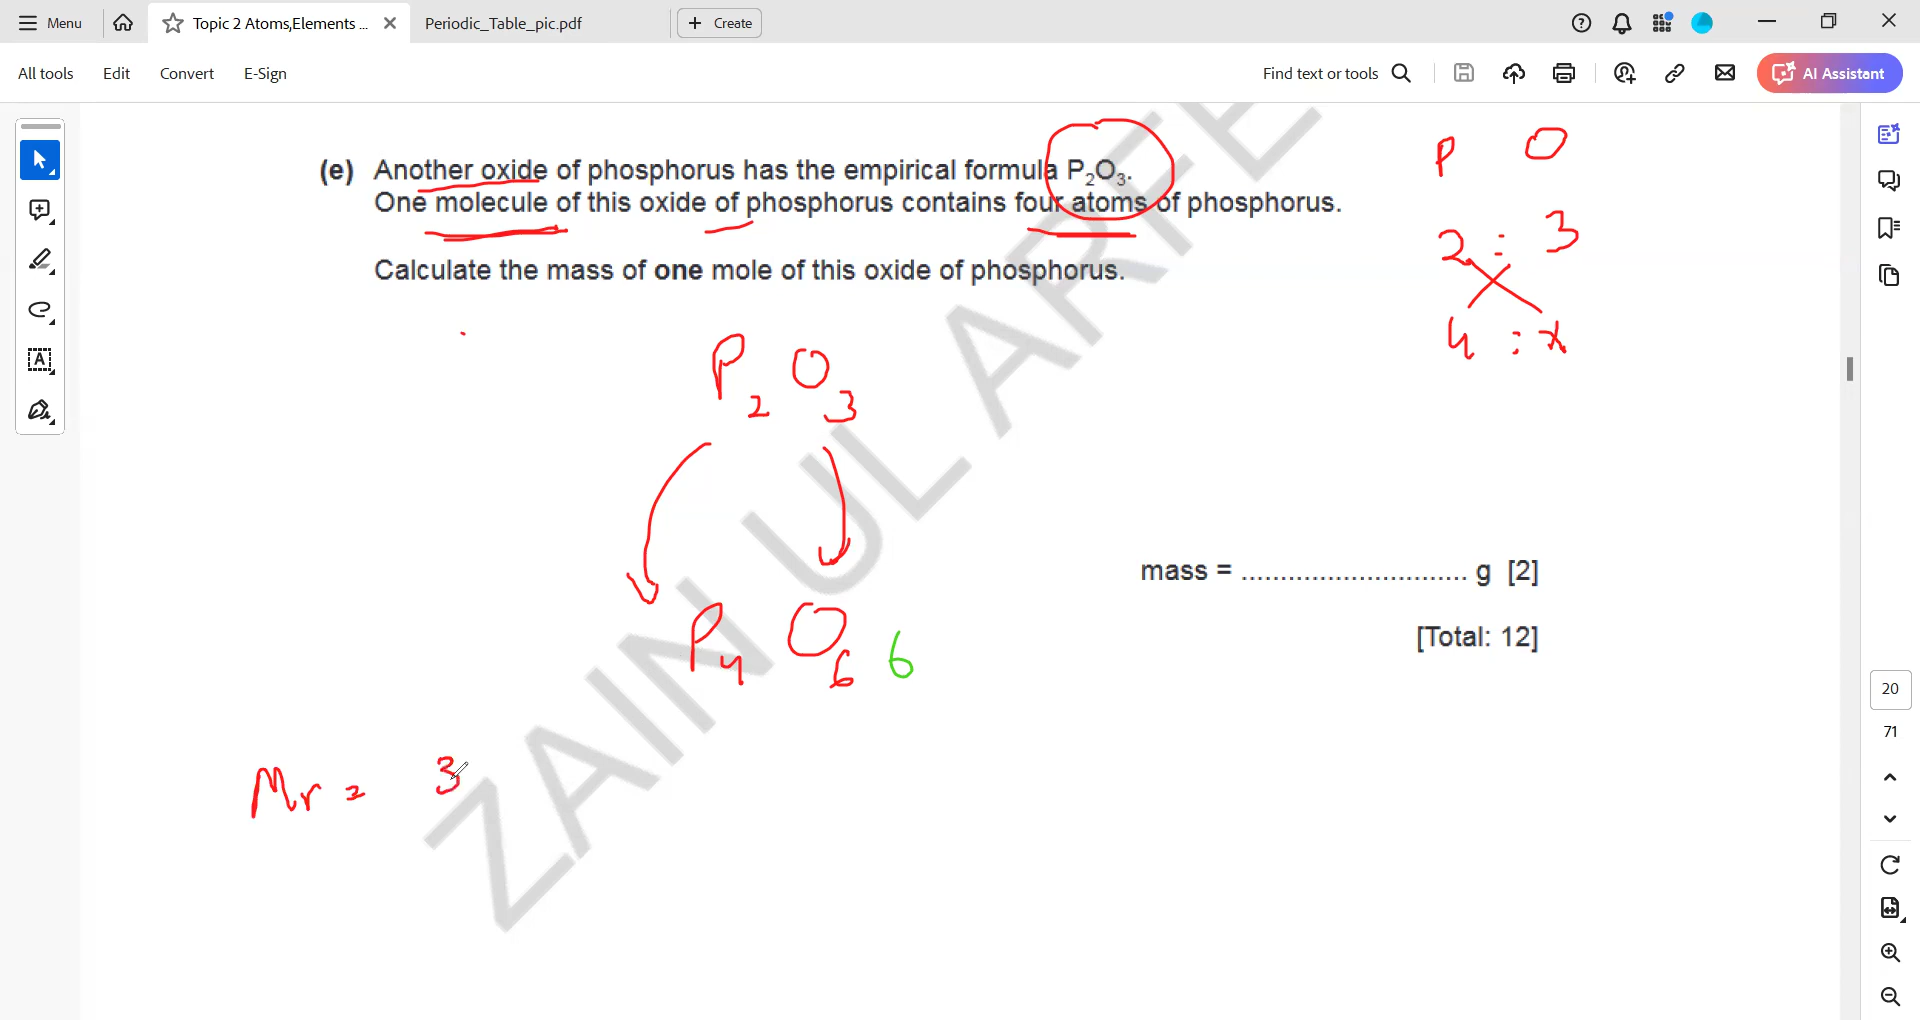 Menu
Topic 2 Atoms,Elements ...
Periodic_Table_pic.pdf
+ Create
All tools Edit Convert E-Sign
Find text or tools
AI Assistant
(e) Another oxide of phosphorus has the empirical formula P₂O₃.
One molecule of this oxide of phosphorus contains four atoms of phosphorus.
Calculate the mass of one mole of this oxide of phosphorus.
P O
2 : 3
4 : x
P₂ O₃
P₄ O₆ 6
mass = ............................ g [2]
[Total: 12]
Mr = 3
20
71
ZAIN UL ARFE